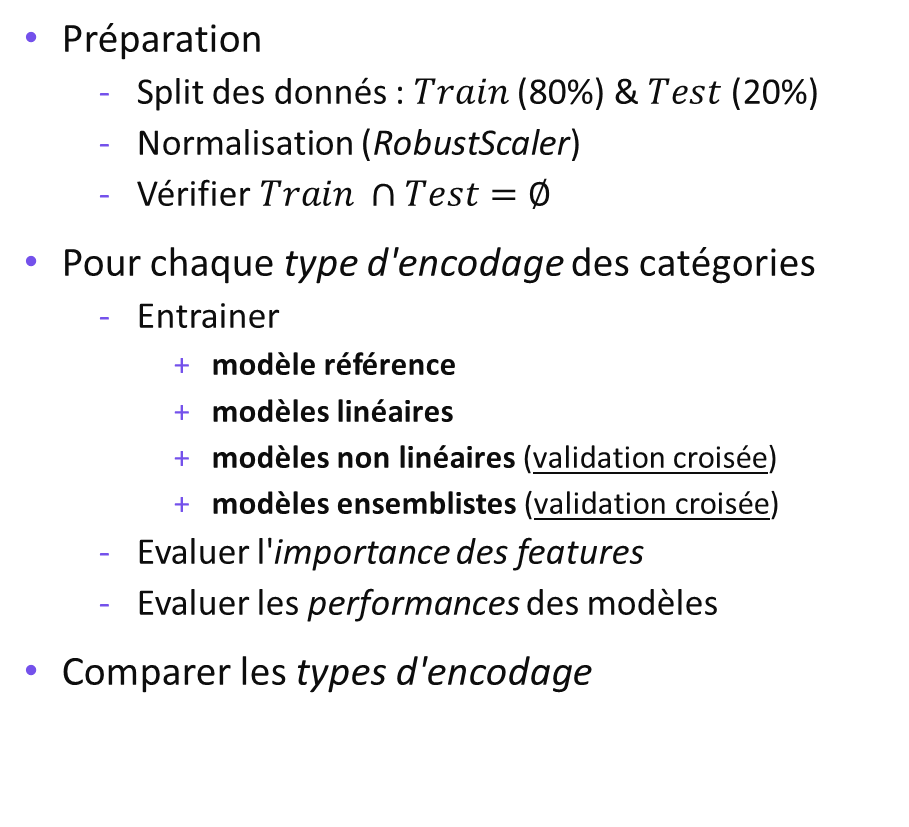 • Préparation
- Split des donnés : Train (80%) & Test (20%)
- Normalisation (RobustScaler)
- Vérifier Train ∩ Test = ∅
• Pour chaque type d'encodage des catégories
- Entrainer
+ modèle référence
+ modèles linéaires
+ modèles non linéaires (validation croisée)
+ modèles ensemblistes (validation croisée)
- Evaluer l'importance des features
- Evaluer les performances des modèles
• Comparer les types d'encodage